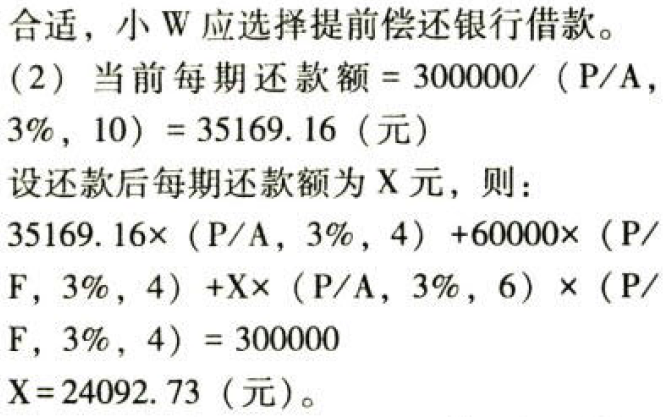 合适，小 W 应选择提前偿还银行借款。
（2）当前每期还款额 = 300000/（P/A，
3%，10）= 35169. 16（元）
设还款后每期还款额为 X 元，则：
35169. 16×（P/A，3%，4）+60000×（P/
F，3%，4）+X×（P/A，3%，6）×（P/
F，3%，4）= 300000
X=24092. 73（元）。